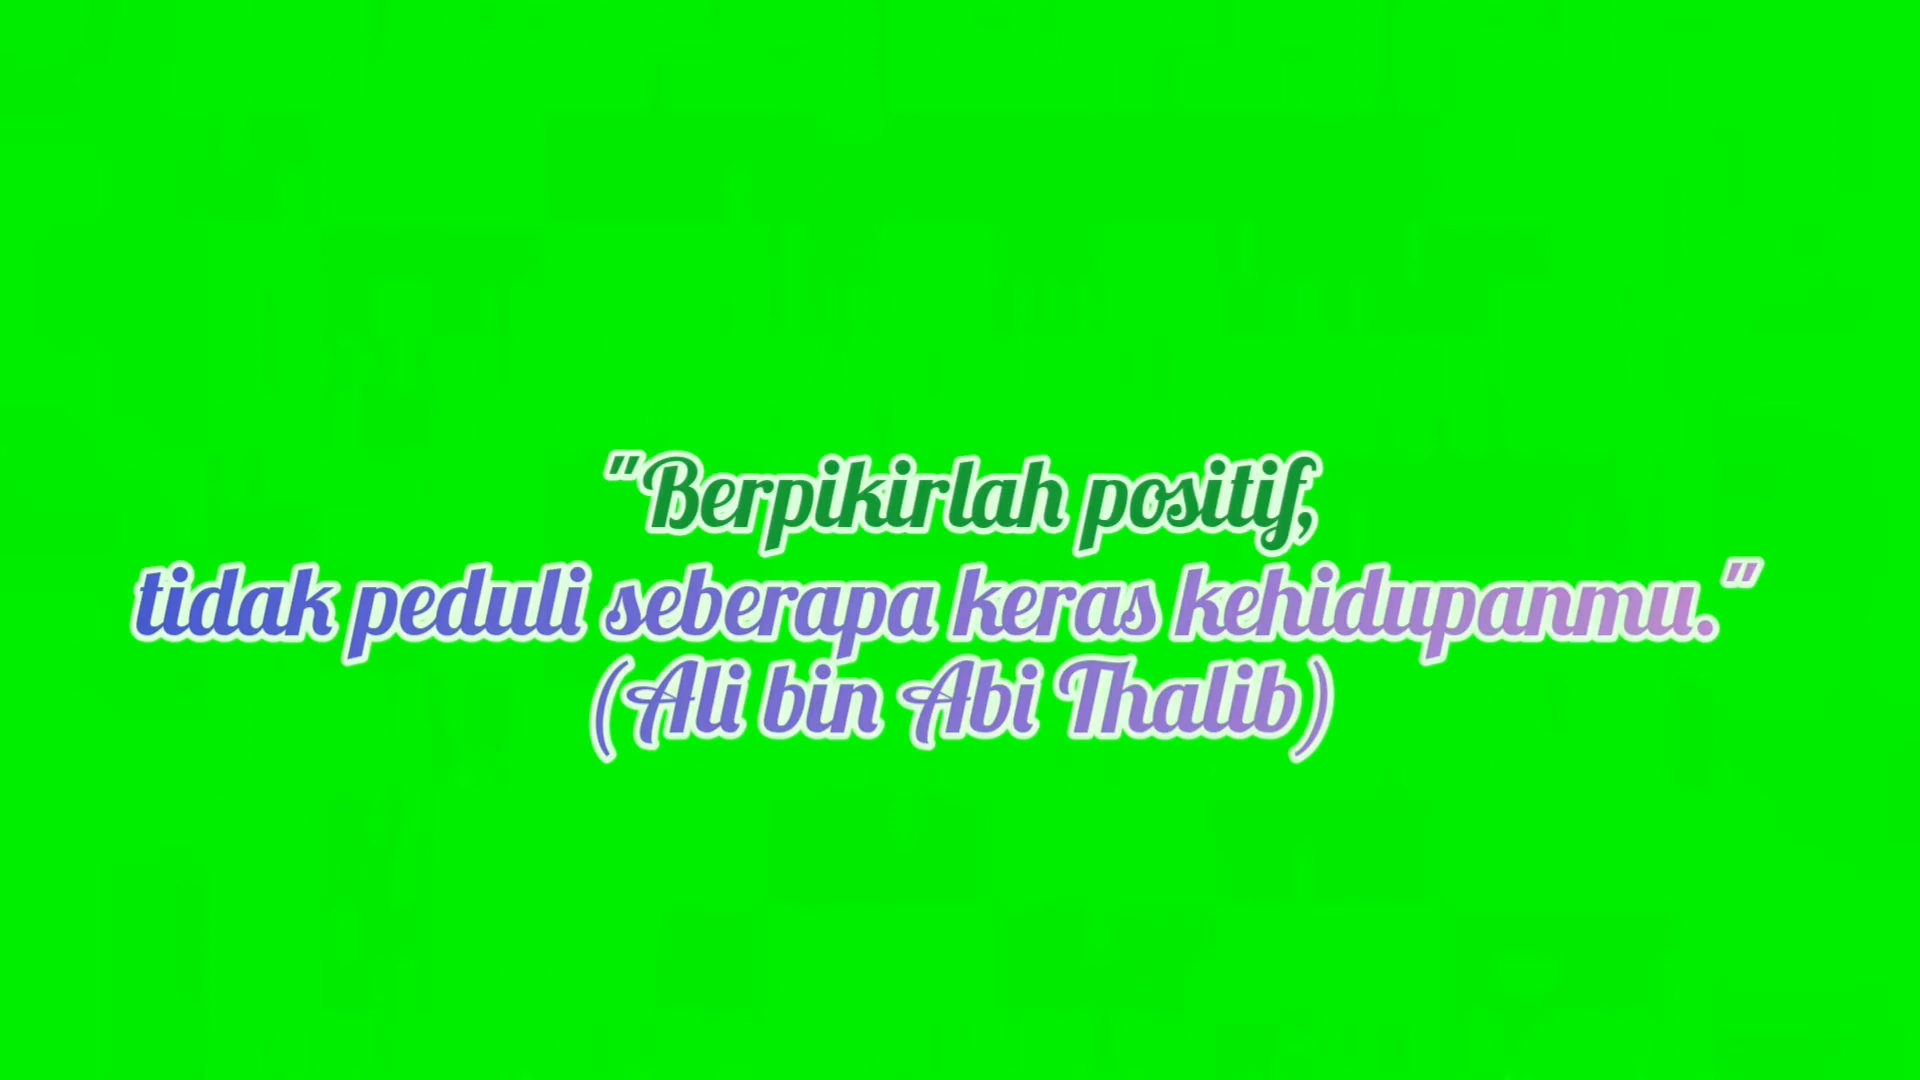 "Berpikirlah positif,
tidak peduli seberapa keras kehidupanmu."
(Ali bin Abi Thalib)